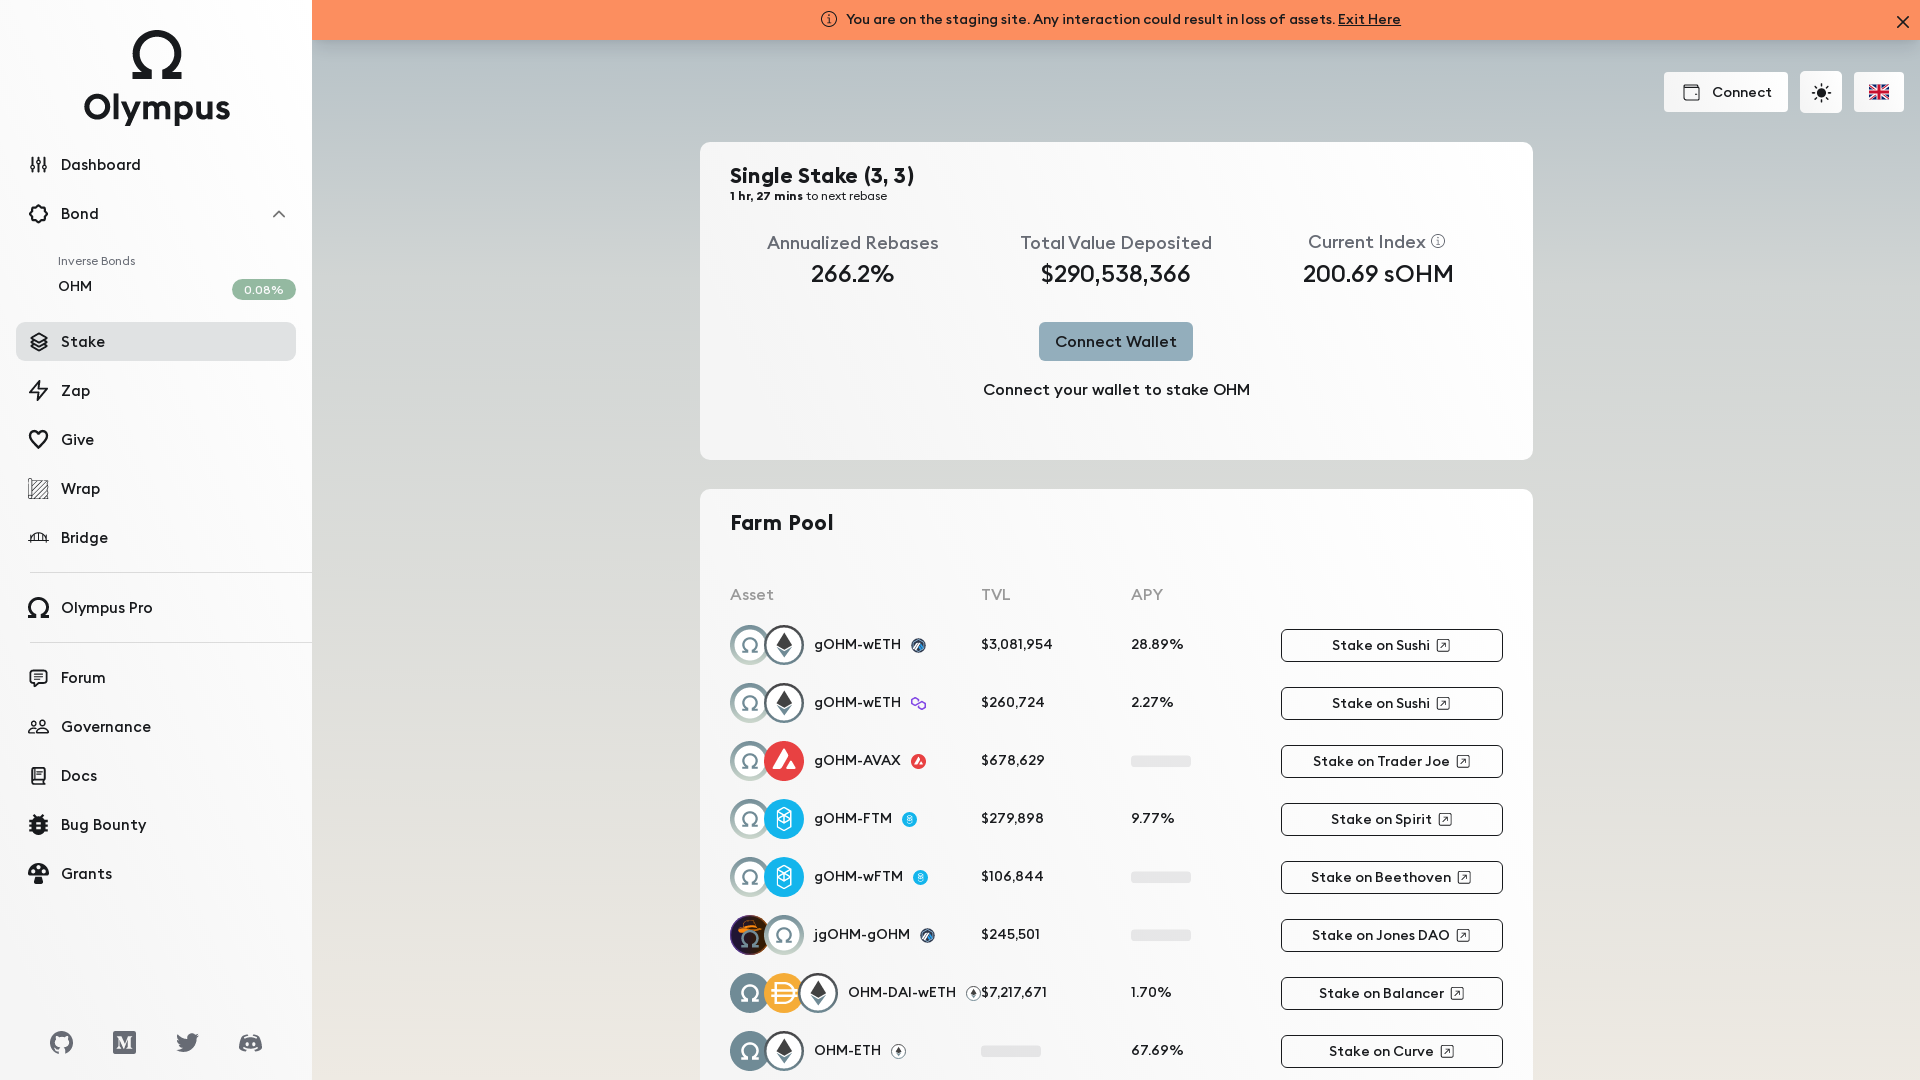 You are on the staging site. Any interaction could result in loss of assets. Exit Here
Olympus
Dashboard
Bond
Inverse Bonds
OHM
0.08%
Stake
Zap
Give
Wrap
Bridge
Olympus Pro
Forum
Governance
Docs
Bug Bounty
Grants
Connect
Single Stake (3, 3)
1 hr, 27 mins to next rebase
Annualized Rebases
266.2%
Total Value Deposited
$290,538,366
Current Index
200.69 sOHM
Connect Wallet
Connect your wallet to stake OHM
Farm Pool
Asset TVL APY
gOHM-wETH $3,081,954 28.89% Stake on Sushi
gOHM-wETH $260,724 2.27% Stake on Sushi
gOHM-AVAX $678,629 Stake on Trader Joe
gOHM-FTM $279,898 9.77% Stake on Spirit
gOHM-wFTM $106,844 Stake on Beethoven
jgOHM-gOHM $245,501 Stake on Jones DAO
OHM-DAI-wETH $7,217,671 1.70% Stake on Balancer
OHM-ETH 67.69% Stake on Curve